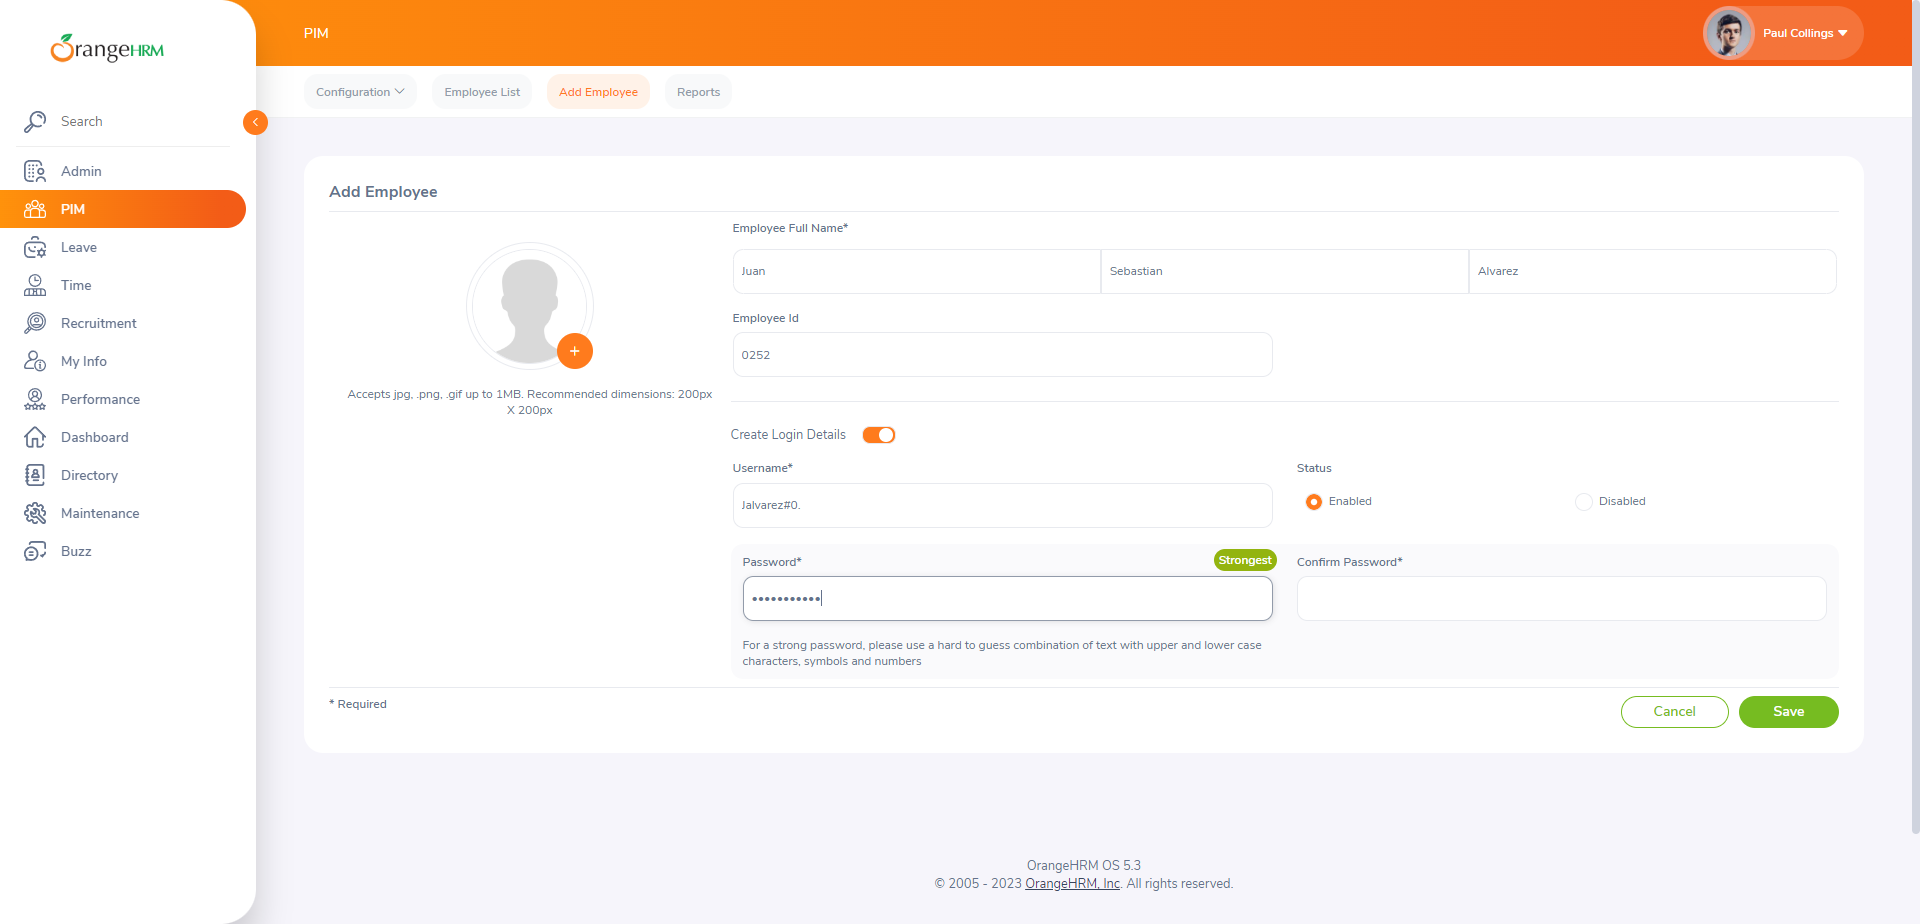 OrangeHRM
PIM
Paul Collings
Configuration
Employee List
Add Employee
Reports
Search
Admin
PIM
Leave
Time
Recruitment
My Info
Performance
Dashboard
Directory
Maintenance
Buzz
Add Employee
Accepts jpg, .png, .gif up to 1MB. Recommended dimensions: 200px
X 200px
Employee Full Name*
Juan
Sebastian
Alvarez
Employee Id
0252
Create Login Details
Username*
Jalvarez#0.
Status
Enabled
Disabled
Password*
Strongest
•••••••••••
For a strong password, please use a hard to guess combination of text with upper and lower case
characters, symbols and numbers
Confirm Password*
* Required
Cancel
Save
OrangeHRM OS 5.3
© 2005 - 2023 OrangeHRM, Inc. All rights reserved.